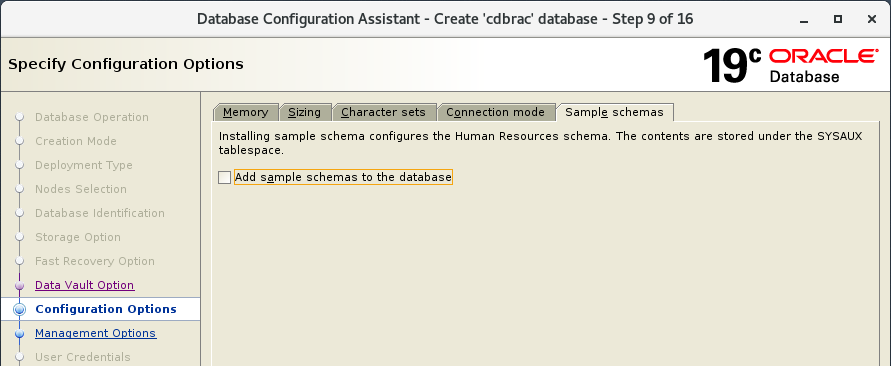 Database Configuration Assistant - Create 'cdbrac' database - Step 9 of 16
Specify Configuration Options
19c ORACLE
Database
Database Operation
Creation Mode
Deployment Type
Nodes Selection
Database Identification
Storage Option
Fast Recovery Option
Data Vault Option
Configuration Options
Management Options
User Credentials
Memory Sizing Character sets Connection mode Sample schemas
Installing sample schema configures the Human Resources schema. The contents are stored under the SYSAUX
tablespace.
Add sample schemas to the database